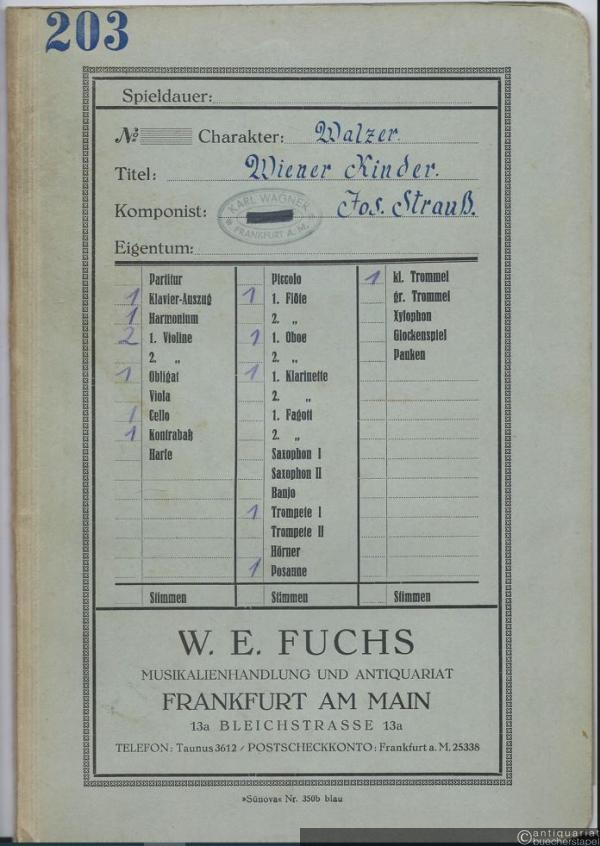 203
Spieldauer:
№ Charakter: Walzer.
Titel: Wiener Kinder.
Komponist: Jos. Strauß.
KARL WAGNER
FRANKFURT A. M.
Eigentum:
Partitur
1 Klavier-Auszug
1 Harmonium
2 1. Violine
2. „
1 Obligat
Viola
1 Cello
1 Kontrabaß
Harfe
Stimmen
Piccolo
1 1. Flöte
2. „
1 1. Oboe
2. „
1 1. Klarinette
2. „
1. Fagott
2. „
Saxophon I
Saxophon II
Banjo
1 Trompete I
Trompete II
Hörner
1 Posaune
Stimmen
1 kl. Trommel
gr. Trommel
Xylophon
Glockenspiel
Pauken
Stimmen
W. E. FUCHS
MUSIKALIENHANDLUNG UND ANTIQUARIAT
FRANKFURT AM MAIN
13a BLEICHSTRASSE 13a
TELEFON: Taunus 3612 / POSTSCHECKKONTO: Frankfurt a. M. 25338
»Sünova« Nr. 350b blau
©antiquariat
buecherstapel